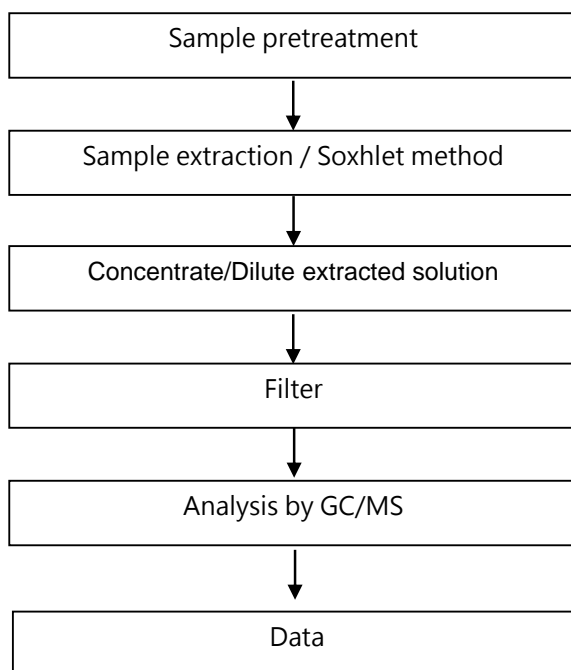 Sample pretreatment
Sample extraction / Soxhlet method
Concentrate/Dilute extracted solution
Filter
Analysis by GC/MS
Data